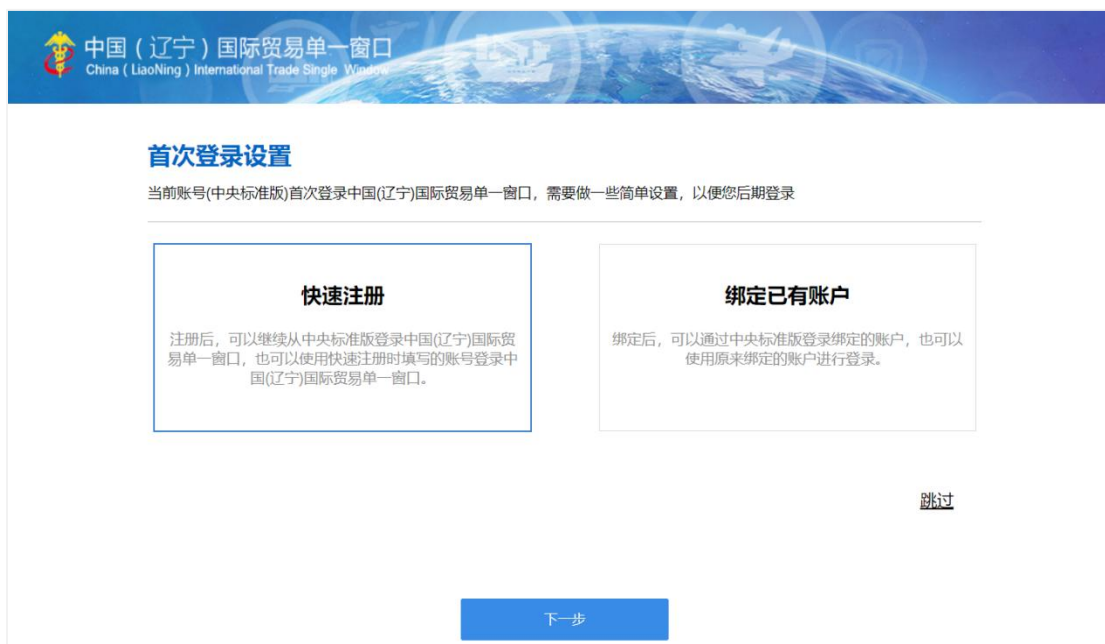 中国（辽宁）国际贸易单一窗口
China ( LiaoNing ) International Trade Single Window
首次登录设置
当前账号(中央标准版)首次登录中国(辽宁)国际贸易单一窗口，需要做一些简单设置，以便您后期登录
快速注册
注册后，可以继续从中央标准版登录中国(辽宁)国际贸
易单一窗口，也可以使用快速注册时填写的账号登录中
国(辽宁)国际贸易单一窗口。
绑定已有账户
绑定后，可以通过中央标准版登录绑定的账户，也可以
使用原来绑定的账户进行登录。
跳过
下一步